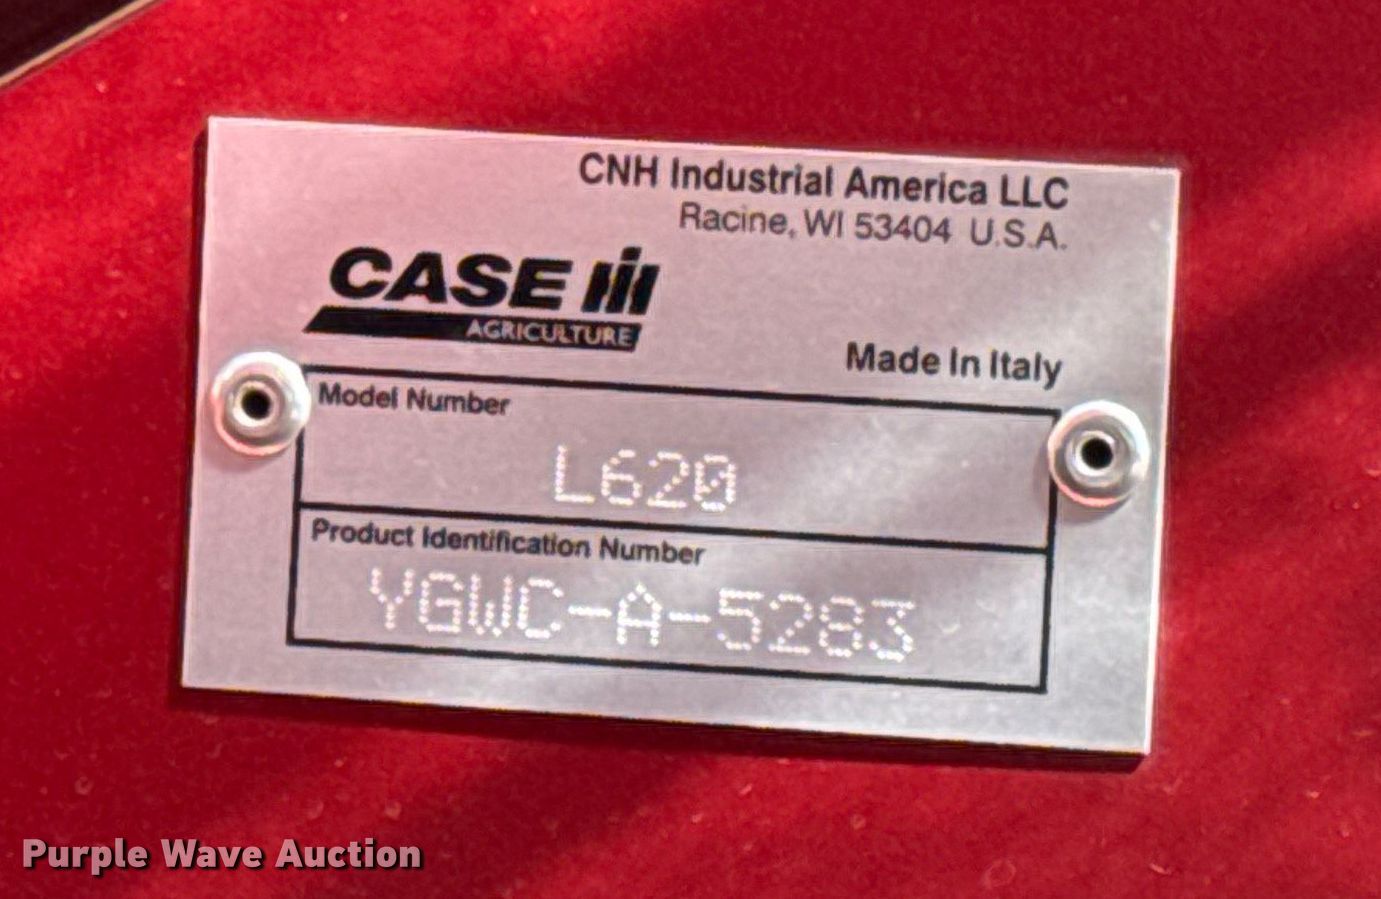 CNH Industrial America LLC
Racine, WI 53404 U.S.A.
CASE IH
AGRICULTURE
Made In Italy
Model Number
L620
Product Identification Number
YGWC-A-5283
Purple Wave Auction